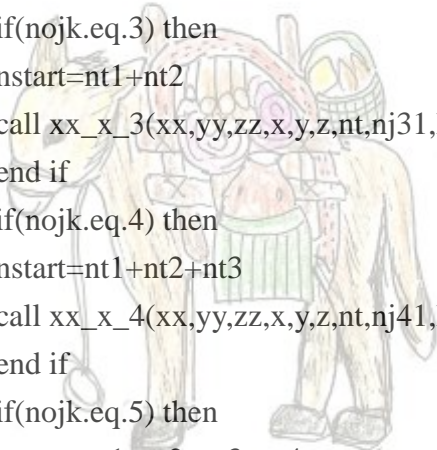 if(nojk.eq.3) then
nstart=nt1+nt2
call xx_x_3(xx,yy,zz,x,y,z,nt,nj31,
end if
if(nojk.eq.4) then
nstart=nt1+nt2+nt3
call xx_x_4(xx,yy,zz,x,y,z,nt,nj41,
end if
if(nojk.eq.5) then